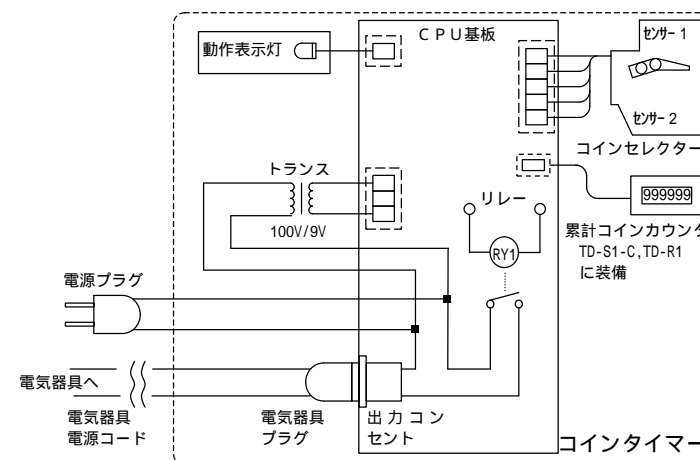 CPU基板
動作表示灯
センサー 1
センサー 2
コインセレクター
トランス
100V/9V
リレー
RY1
999999
累計コインカウンタ
TD-S1-C,TD-R1
に装備
電源プラグ
電気器具へ
電気器具
電源コード
電気器具
プラグ
出力コン
セント
コインタイマー